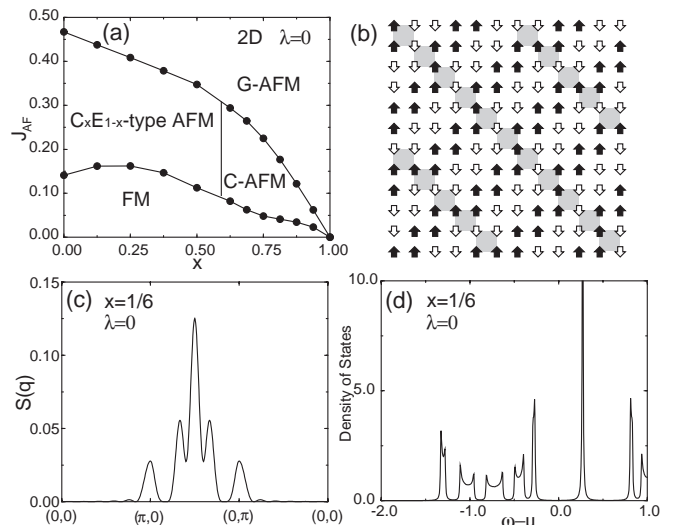 (a)
2D λ=0
J_AF
0.50
0.40
0.30
0.20
0.10
0.00
G-AFM
CₓE₁₋ₓ-type AFM
C-AFM
FM
0.00 0.25 0.50 0.75 1.00
x
(b)
(c)
x=1/6
λ=0
S(q)
0.15
0.10
0.05
0.00
(0,0) (π,0) (0,π) (0,0)
(d)
x=1/6
λ=0
Density of States
10.0
5.0
0.0
-2.0 -1.0 0.0 1.0
ω-μ